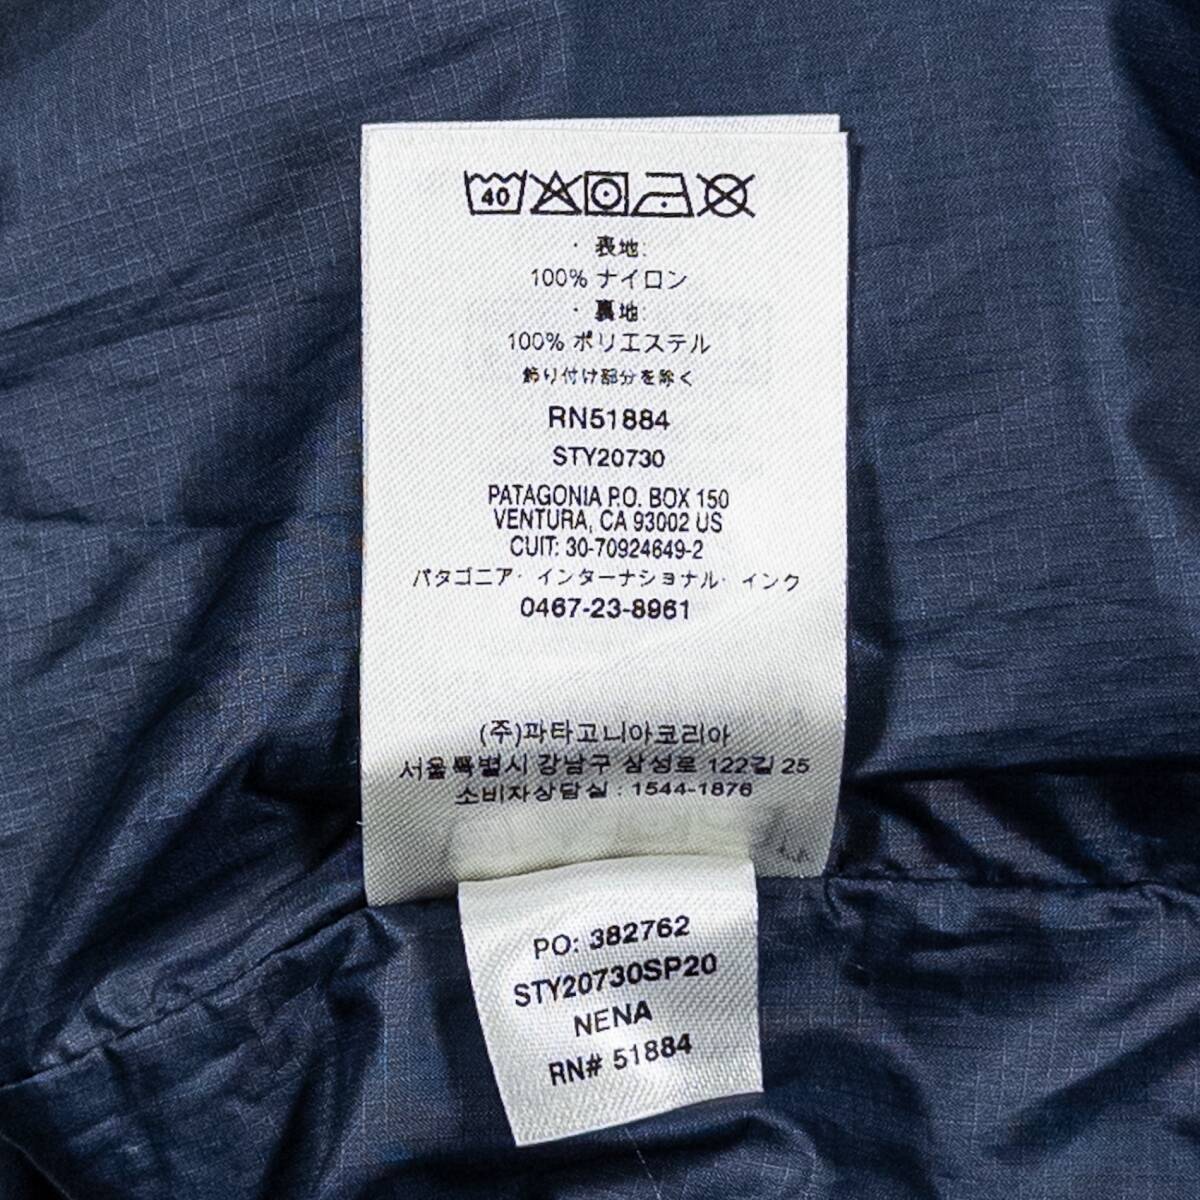 40
・ 表地:
100% ナイロン
・ 裏地:
100% ポリエステル
飾り付け部分を除く
RN51884
STY20730
PATAGONIA P.O. BOX 150
VENTURA, CA 93002 US
CUIT: 30-70924649-2
パタゴニア・インターナショナル・インク
0467-23-8961
(주)파타고니아코리아
서울특별시 강남구 삼성로 122길 25
소비자상담실 : 1544-1876
PO: 382762
STY20730SP20
NENA
RN# 51884